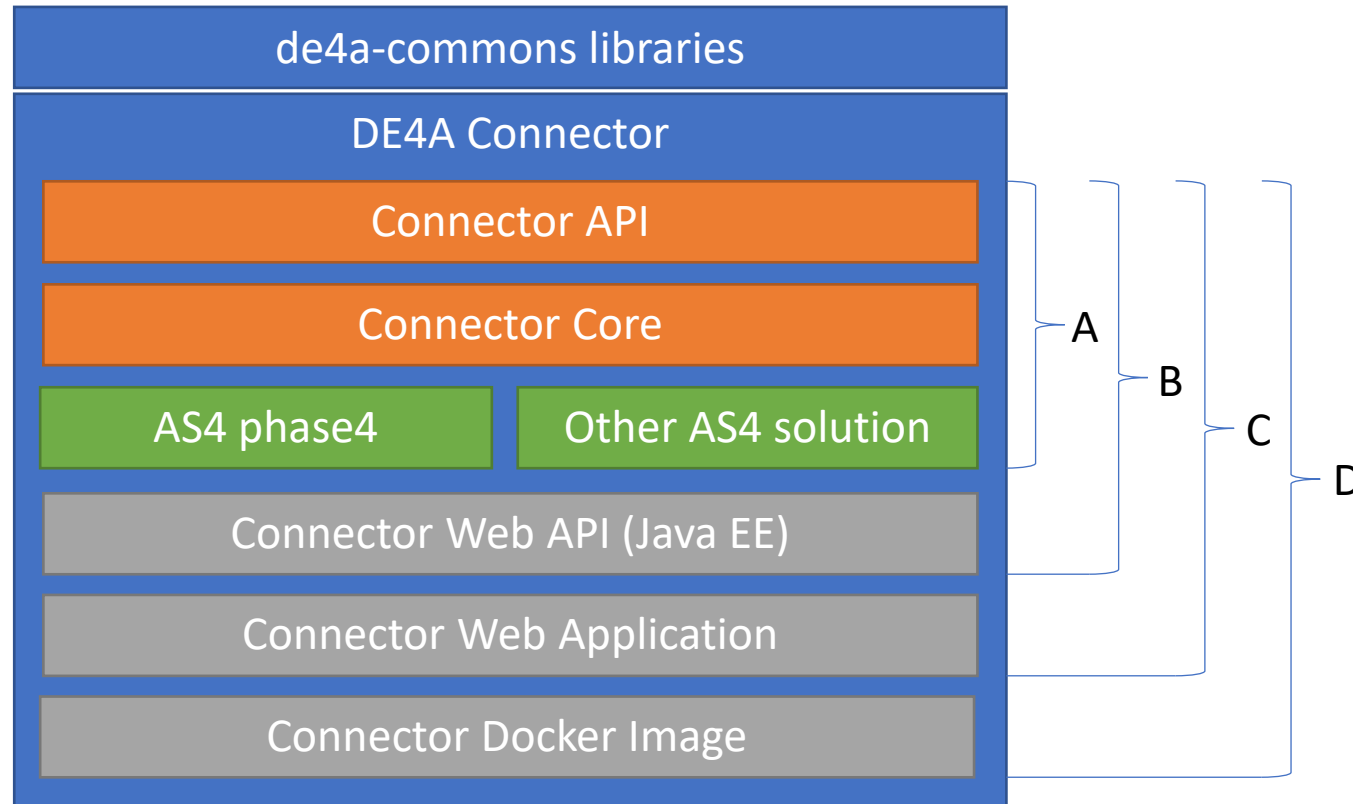 de4a-commons libraries
DE4A Connector
Connector API
Connector Core
AS4 phase4
Other AS4 solution
Connector Web API (Java EE)
Connector Web Application
Connector Docker Image
A
B
C
D